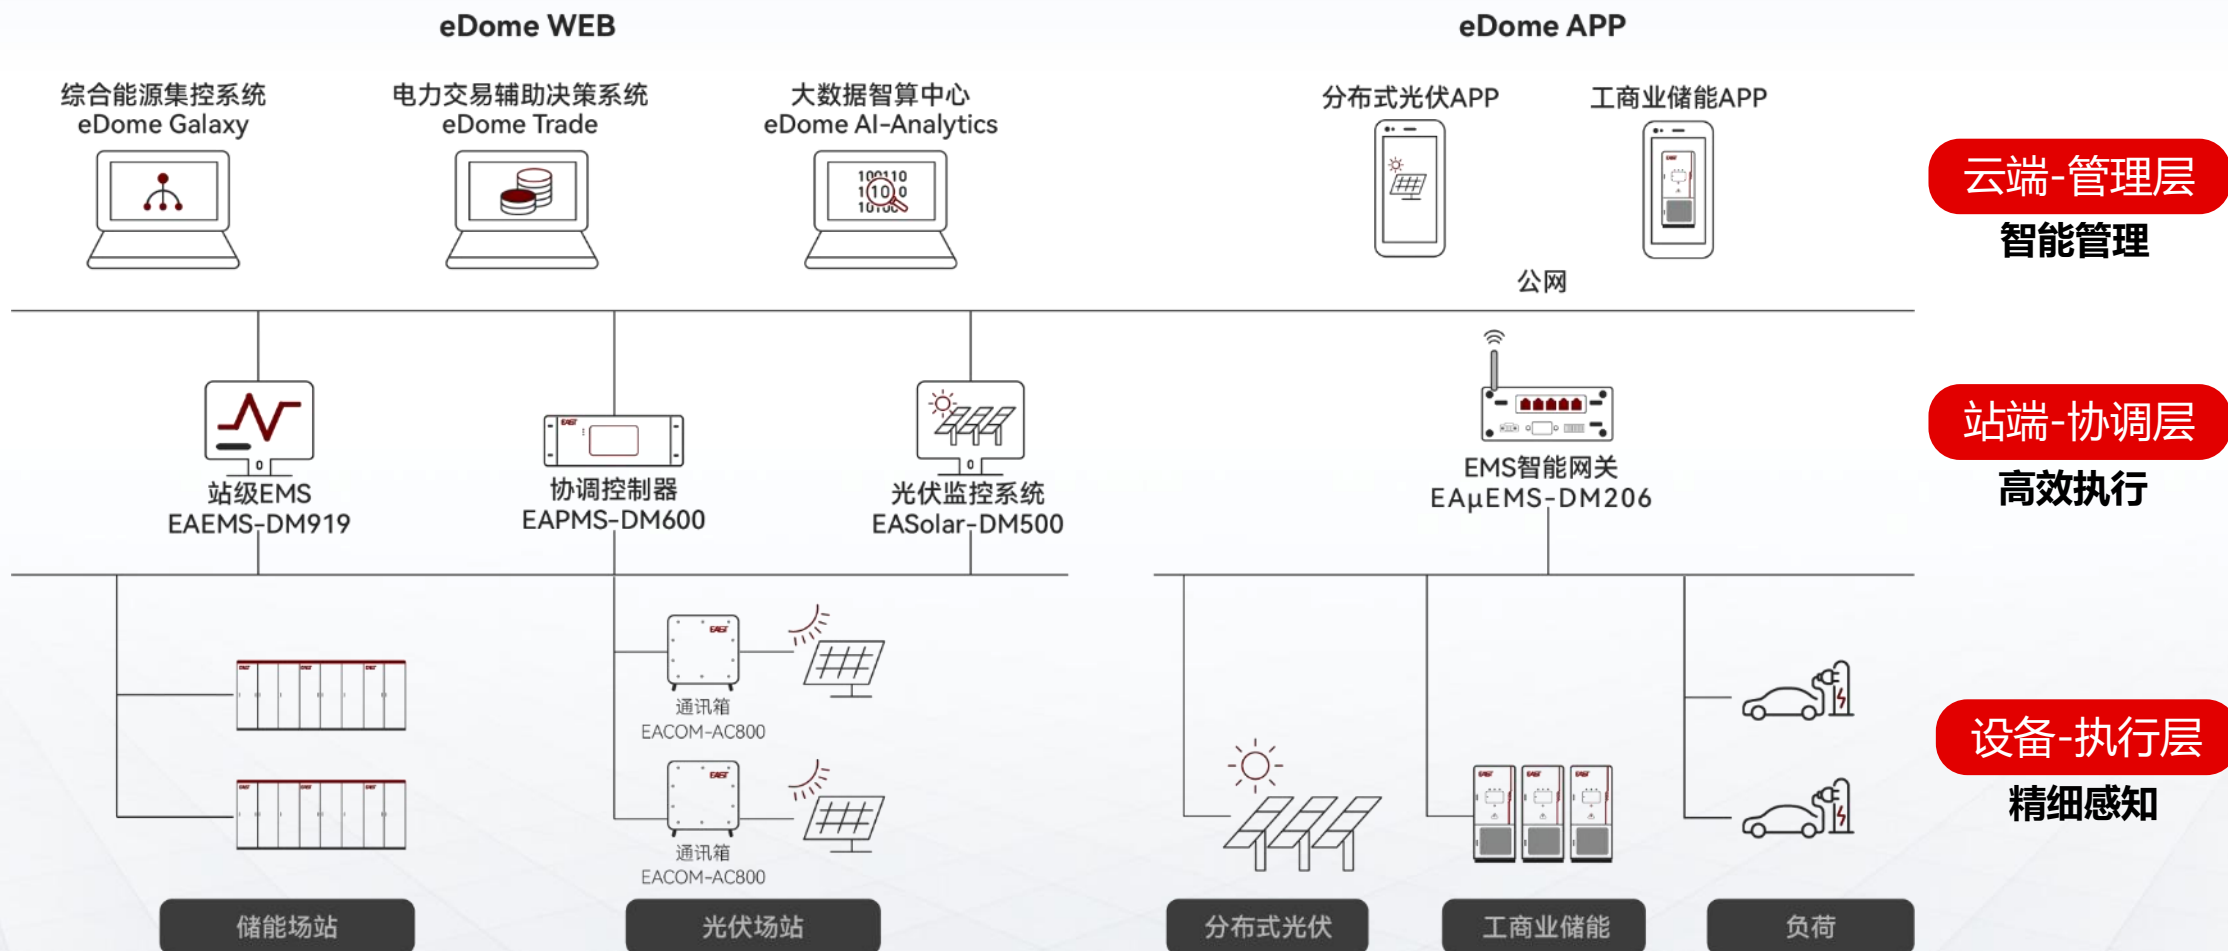 eDome WEB
eDome APP
综合能源集控系统
eDome Galaxy
电力交易辅助决策系统
eDome Trade
大数据智算中心
eDome AI-Analytics
100110
分布式光伏APP
工商业储能APP
云端-管理层
智能管理
公网
站级EMS
EAEMS-DM919
EAST
协调控制器
EAPMS-DM600
光伏监控系统
EASolar-DM500
EMS智能网关
EAμEMS-DM206
站端-协调层
高效执行
EAST
通讯箱
EACOM-AC800
EAST
通讯箱
EACOM-AC800
EAST EAST EAST
设备-执行层
精细感知
储能场站
光伏场站
分布式光伏
工商业储能
负荷